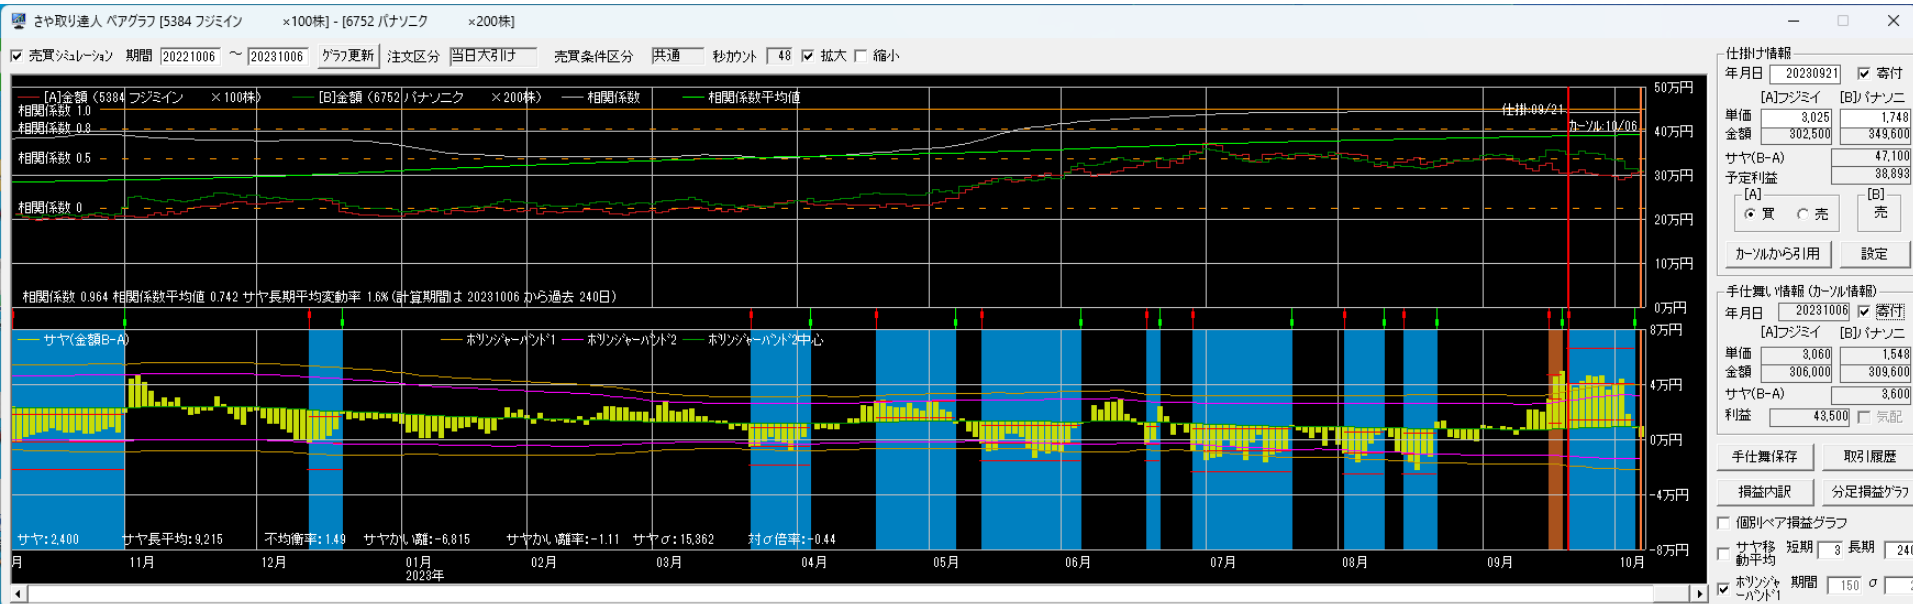 さや取り達人 ペアグラフ [5384 フジミイン ×100株] - [6752 パナソニク ×200株]
売買シミュレーション 期間 20221006 ～ 20231006 グラフ更新 注文区分 当日大引け 売買条件区分 共通 秒カウント 48 拡大 縮小
[A]金額 (5384 フジミイン ×100株) [B]金額 (6752 パナソニク ×200株) 相関係数 相関係数平均値
相関係数 1.0
相関係数 0.8
相関係数 0.5
相関係数 0
仕掛:09/21
カーソル:10/06
50万円
40万円
30万円
20万円
10万円
0万円
相関係数 0.964 相関係数平均値 0.742 サヤ長期平均変動率 1.6% (計算期間は 20231006 から過去 240日)
サヤ(金額B-A) ボリンジャーバンド1 ボリンジャーバンド2 ボリンジャーバンド2中心
8万円
4万円
0万円
-4万円
-8万円
サヤ:2,400 サヤ長平均:9,215 不均衡率:1.49 サヤかい離:-6,815 サヤかい離率:-1.11 サヤσ:15,362 対σ倍率:-0.44
月 11月 12月 01月 02月 03月 04月 05月 06月 07月 08月 09月 10月
2023年
仕掛け情報
年月日 20230921 寄付
[A]フジミイ [B]パナソニ
単価 3,025 1,748
金額 302,500 349,600
サヤ(B-A) 47,100
予定利益 38,893
[A] [B]
買 売 売
カーソルから引用 設定
手仕舞い情報 (カーソル情報)
年月日 20231006 寄付
[A]フジミイ [B]パナソニ
単価 3,060 1,548
金額 306,000 309,600
サヤ(B-A) 3,600
利益 43,500 気配
手仕舞保存 取引履歴
損益内訳 分足損益グラフ
個別ペア損益グラフ
サヤ移動平均 短期 3 長期 240
ボリンジャーバンド1 期間 150 σ